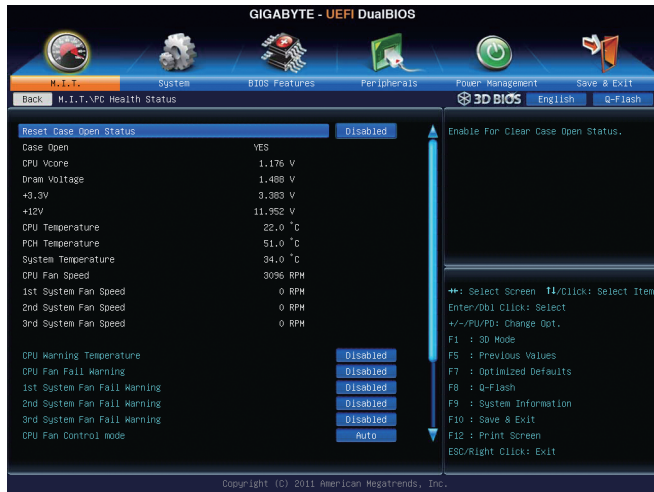 GIGABYTE - UEFI DualBIOS
M.I.T. System BIOS Features Peripherals Power Management Save & Exit
Back M.I.T.\PC Health Status 3D BIOS English Q-Flash
Reset Case Open Status Disabled
Case Open YES
CPU Vcore 1.176 V
Dram Voltage 1.488 V
+3.3V 3.383 V
+12V 11.952 V
CPU Temperature 22.0 °C
PCH Temperature 51.0 °C
System Temperature 34.0 °C
CPU Fan Speed 3096 RPM
1st System Fan Speed 0 RPM
2nd System Fan Speed 0 RPM
3rd System Fan Speed 0 RPM
CPU Warning Temperature Disabled
CPU Fan Fail Warning Disabled
1st System Fan Fail Warning Disabled
2nd System Fan Fail Warning Disabled
3rd System Fan Fail Warning Disabled
CPU Fan Control mode Auto
Enable For Clear Case Open Status.
→←: Select Screen ↑↓/Click: Select Item
Enter/Dbl Click: Select
+/-/PU/PD: Change Opt.
F1 : 3D Mode
F5 : Previous Values
F7 : Optimized Defaults
F8 : Q-Flash
F9 : System Information
F10 : Save & Exit
F12 : Print Screen
ESC/Right Click: Exit
Copyright (C) 2011 American Megatrends, Inc.